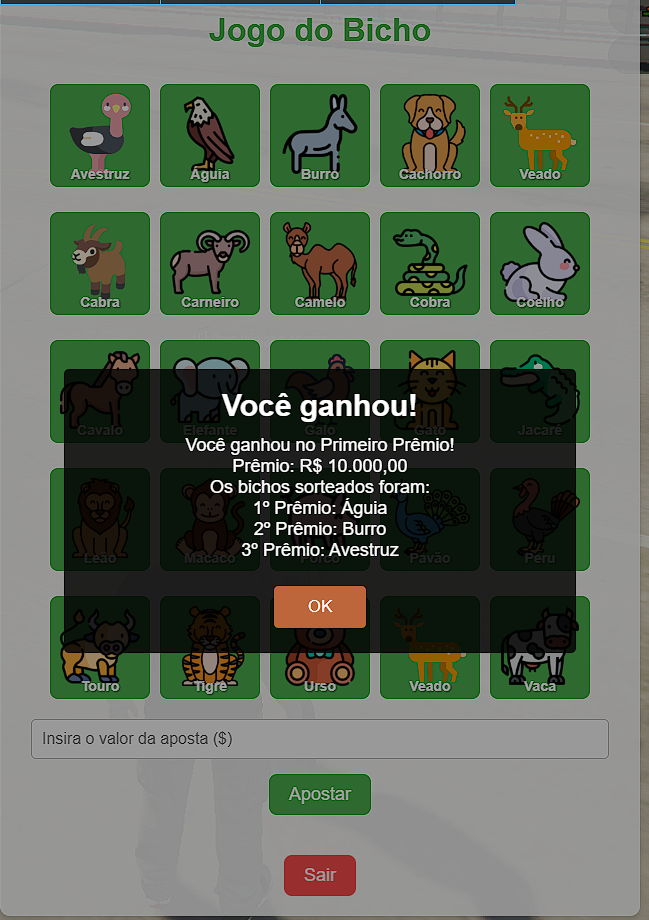 Jogo do Bicho
Avestruz
Águia
Burro
Cachorro
Veado
Cabra
Carneiro
Camelo
Cobra
Coelho
Cavalo
Elefante
Galo
Gato
Jacaré
Você ganhou!
Você ganhou no Primeiro Prêmio!
Prêmio: R$ 10.000,00
Os bichos sorteados foram:
1º Prêmio: Águia
2º Prêmio: Burro
3º Prêmio: Avestruz
OK
Leão
Macaco
Porco
Pavão
Peru
Touro
Tigre
Urso
Veado
Vaca
Insira o valor da aposta ($)
Apostar
Sair